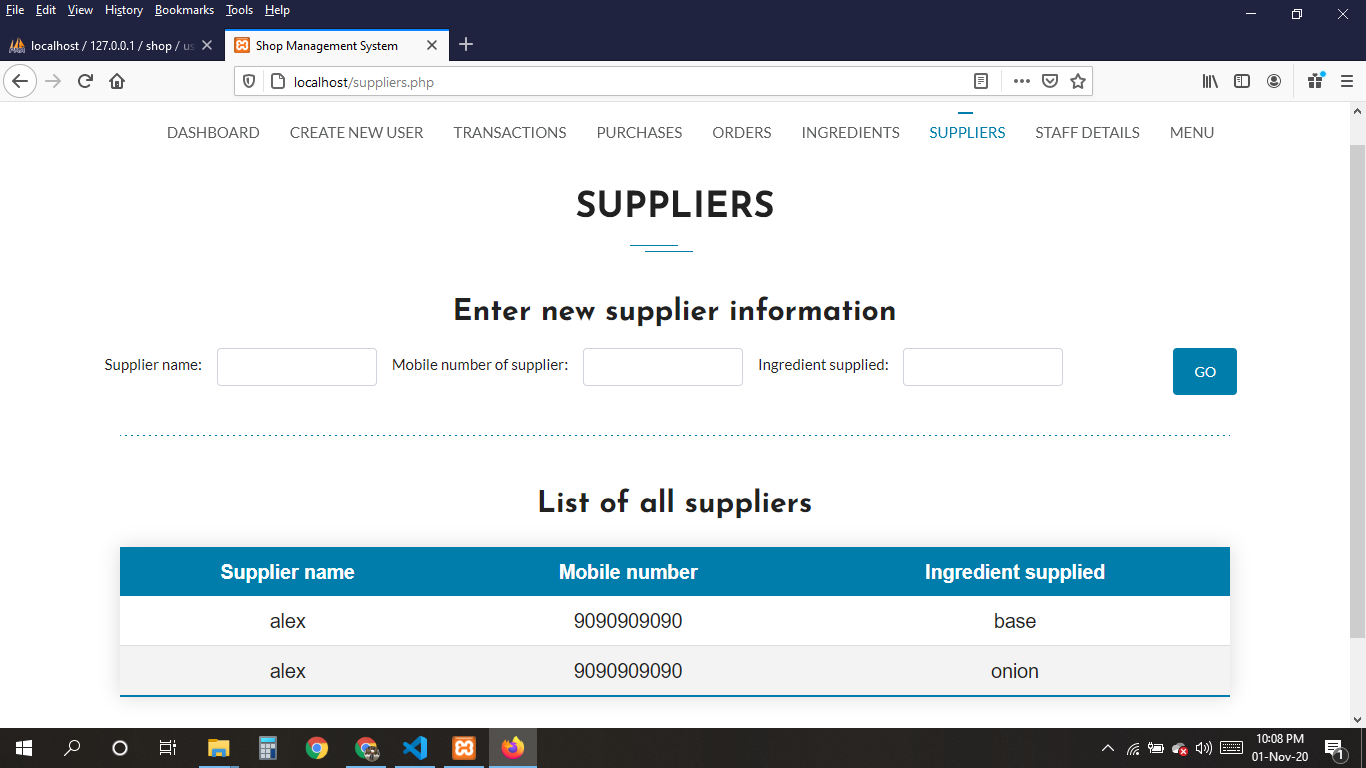 File Edit View History Bookmarks Tools Help
localhost / 127.0.0.1 / shop / us
Shop Management System
localhost/suppliers.php
DASHBOARD CREATE NEW USER TRANSACTIONS PURCHASES ORDERS INGREDIENTS SUPPLIERS STAFF DETAILS MENU
SUPPLIERS
Enter new supplier information
Supplier name: Mobile number of supplier: Ingredient supplied: GO
List of all suppliers
Supplier name Mobile number Ingredient supplied
alex 9090909090 base
alex 9090909090 onion
10:08 PM
01-Nov-20
1